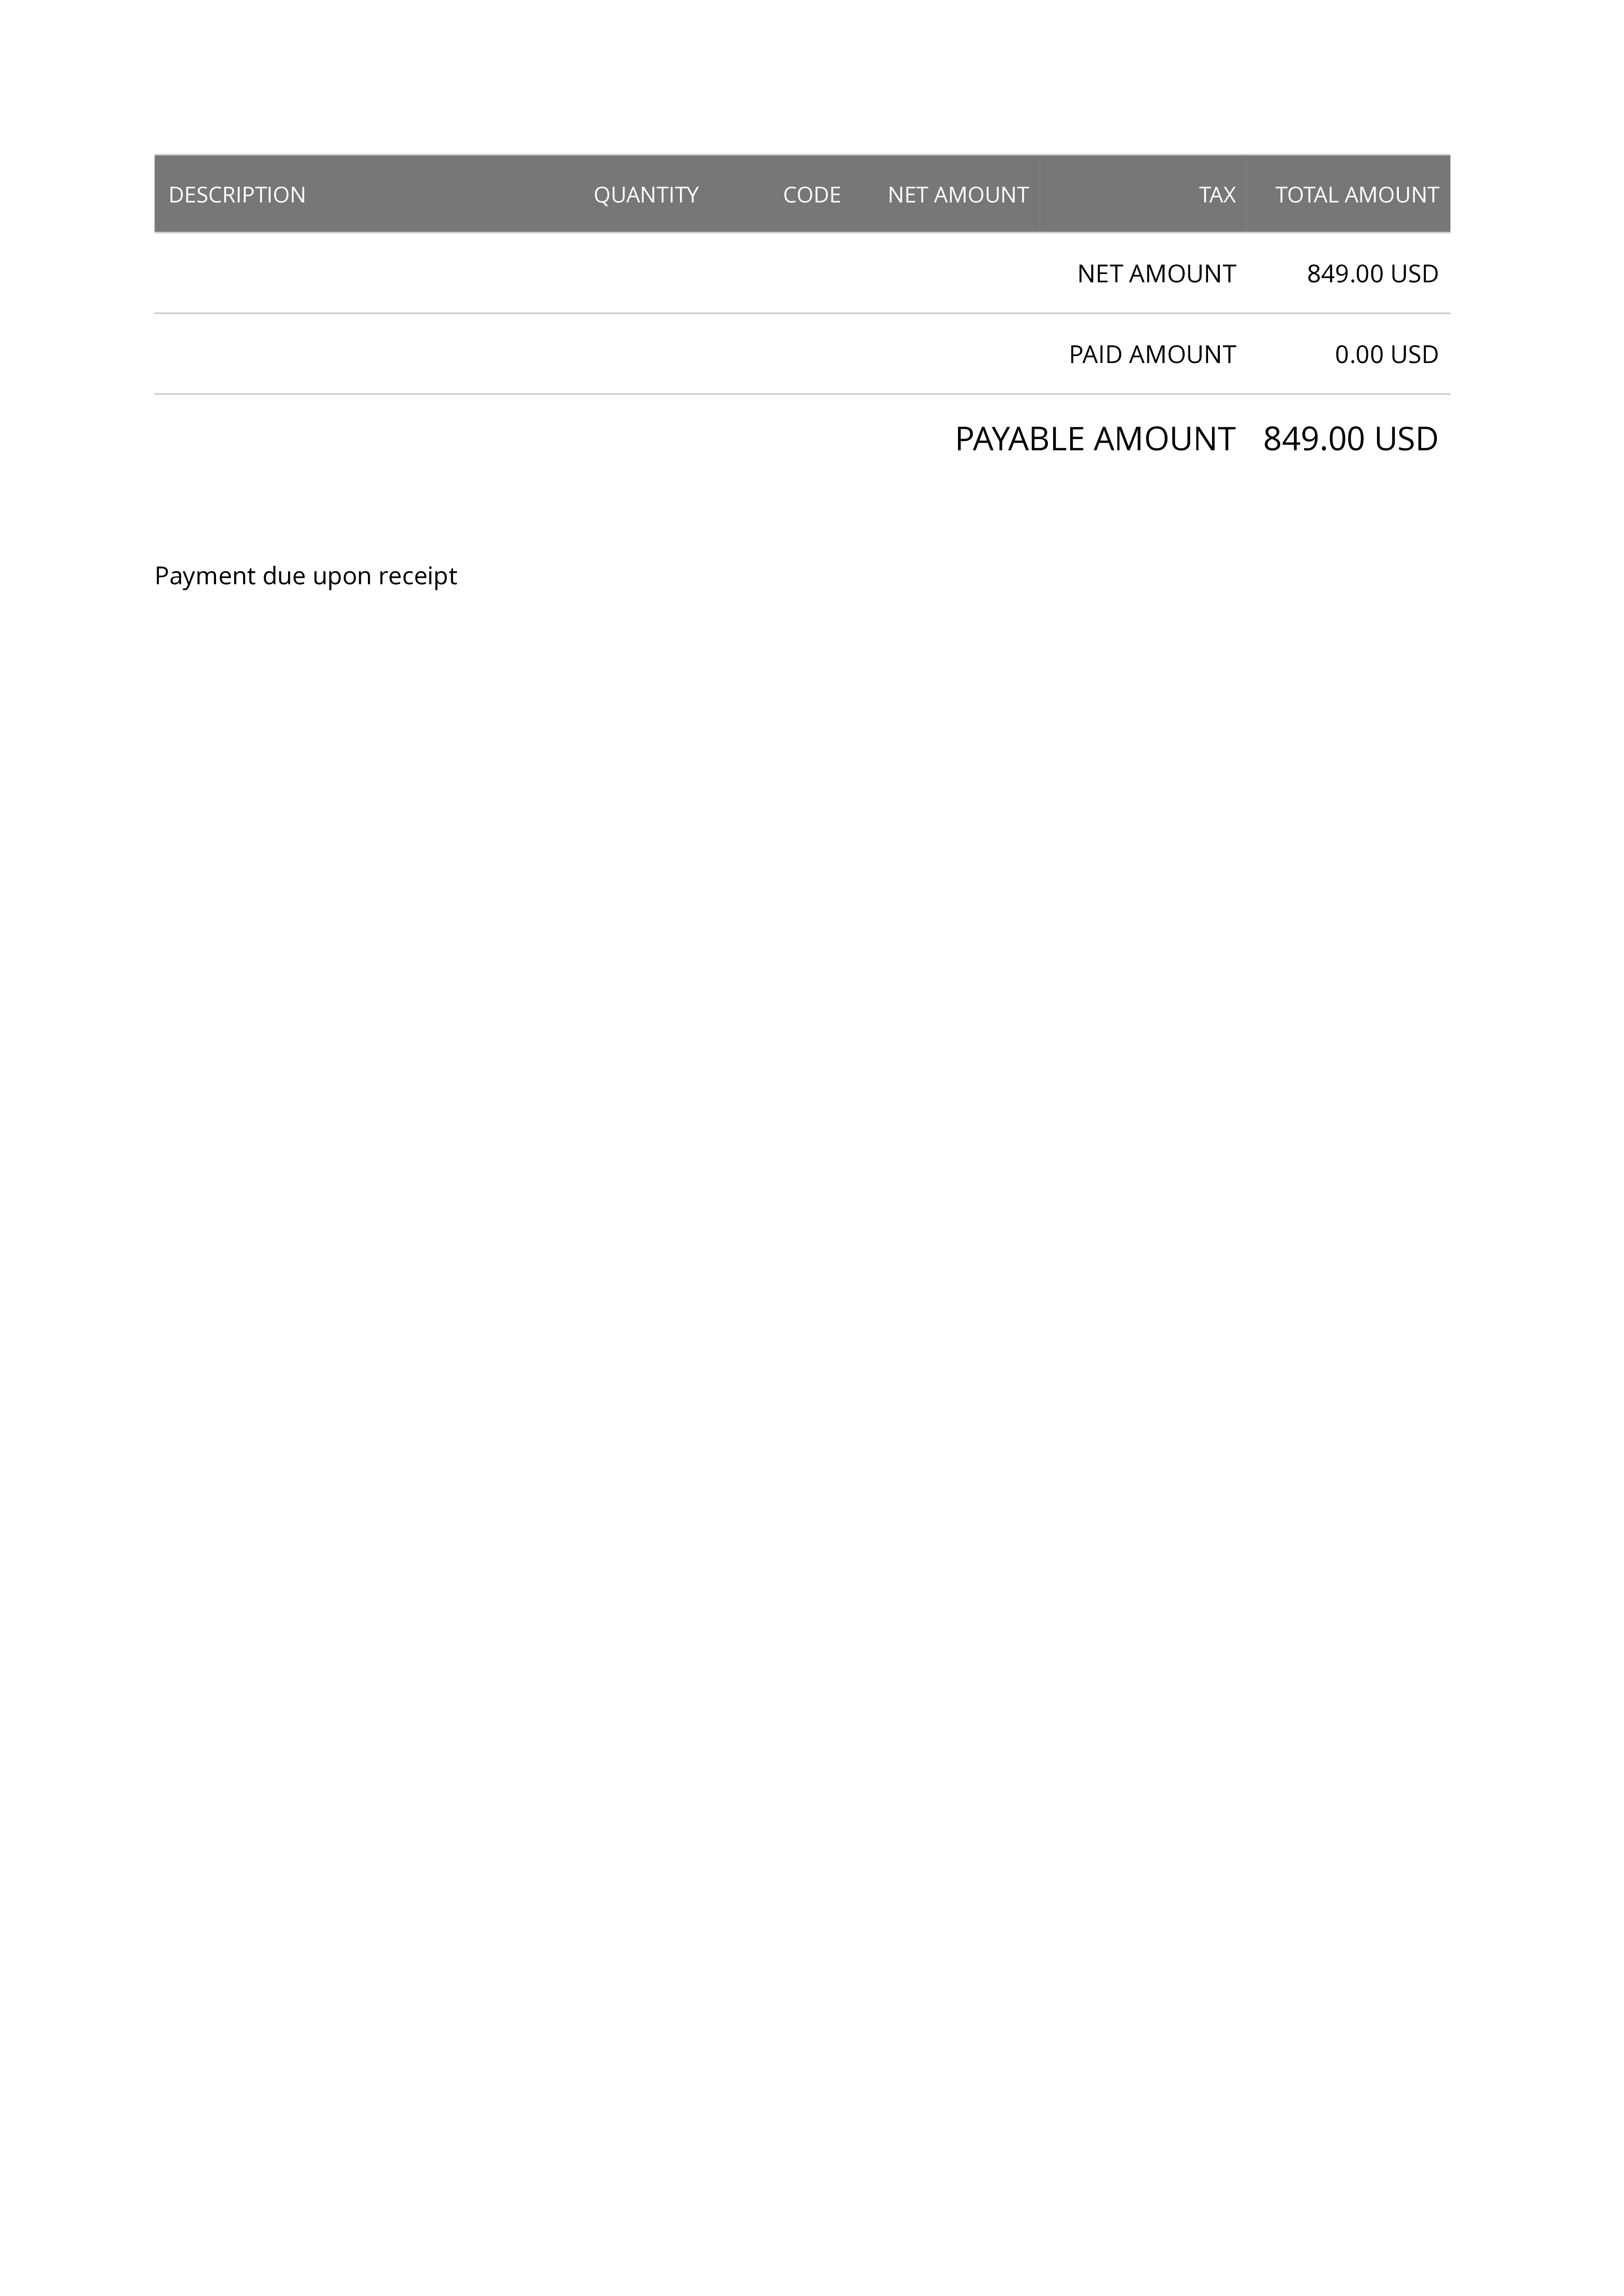 DESCRIPTION QUANTITY CODE NET AMOUNT TAX TOTAL AMOUNT
NET AMOUNT 849.00 USD
PAID AMOUNT 0.00 USD
PAYABLE AMOUNT 849.00 USD
Payment due upon receipt